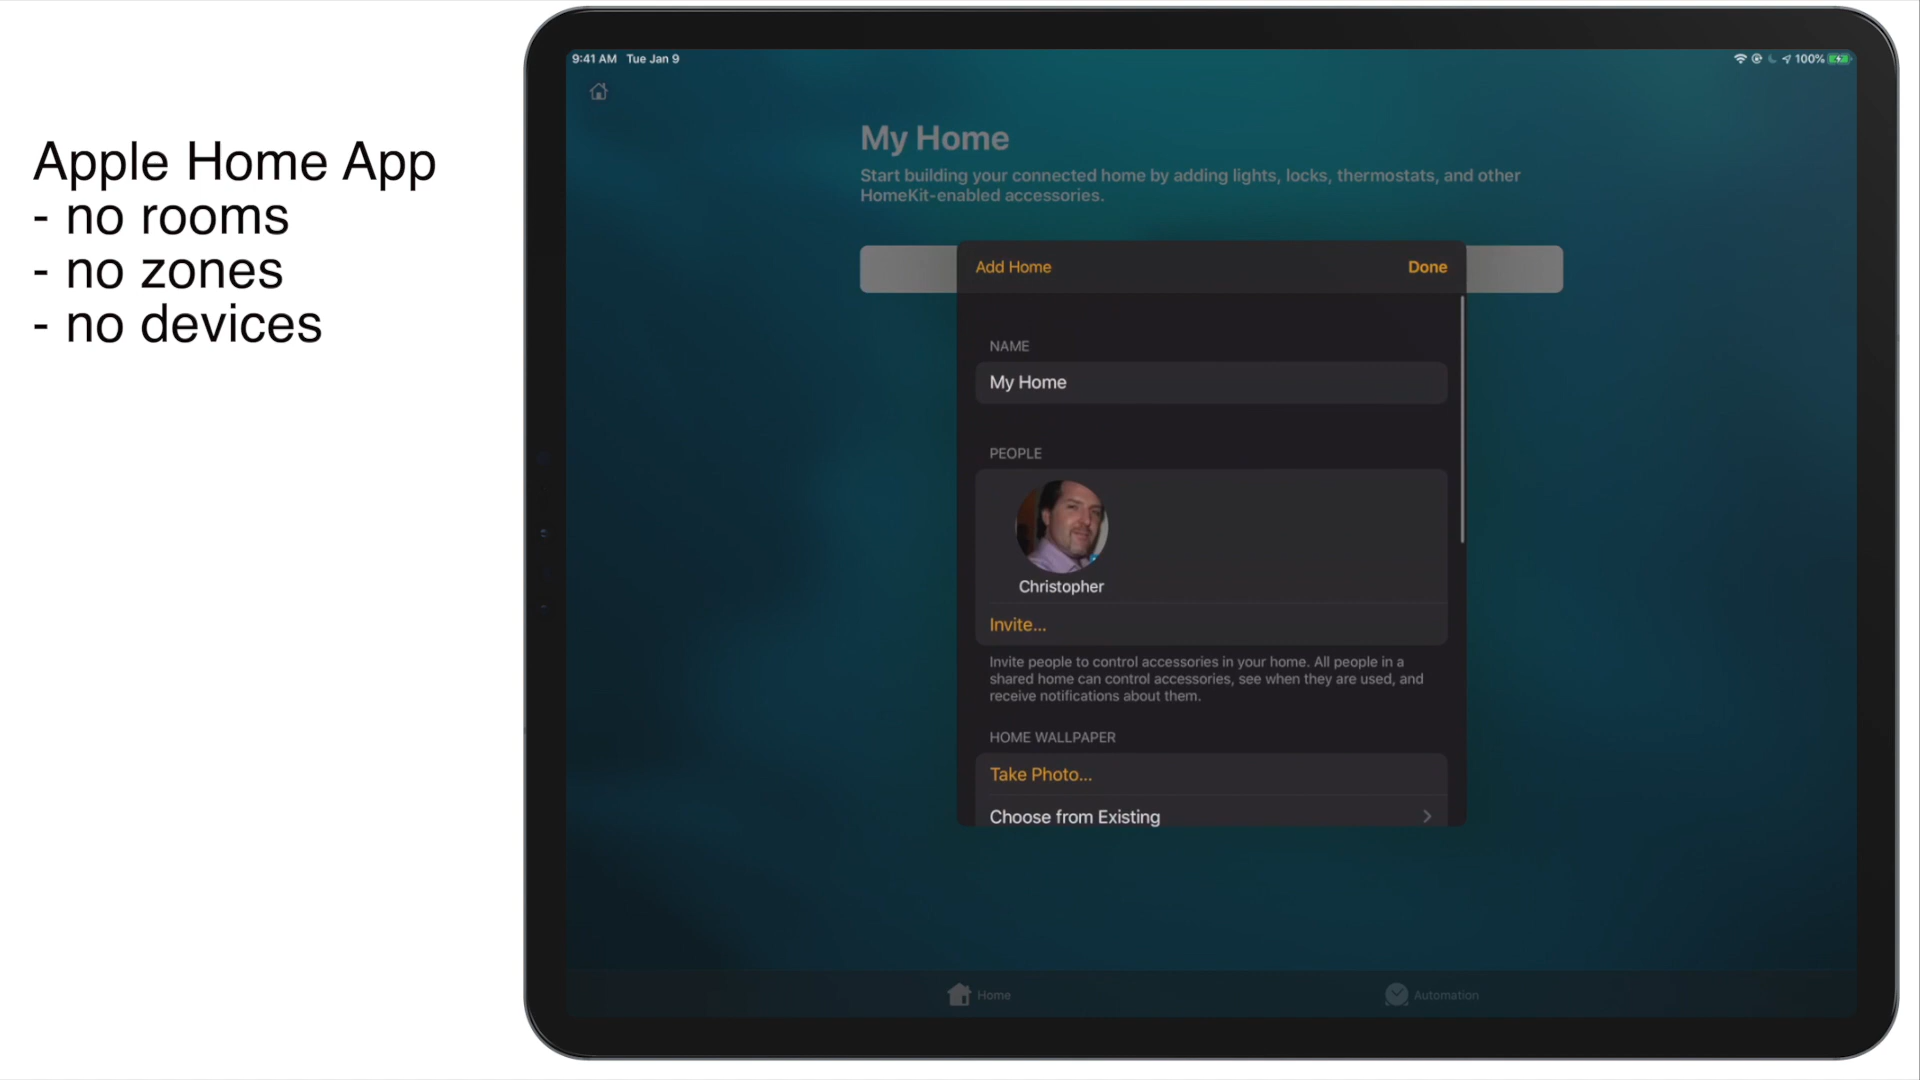 Apple Home App
- no rooms
- no zones
- no devices
9:41 AM Tue Jan 9
100%
My Home
Start building your connected home by adding lights, locks, thermostats, and other
HomeKit-enabled accessories.
Add Home
Done
NAME
My Home
PEOPLE
Christopher
Invite...
Invite people to control accessories in your home. All people in a
shared home can control accessories, see when they are used, and
receive notifications about them.
HOME WALLPAPER
Take Photo...
Choose from Existing
Home
Automation